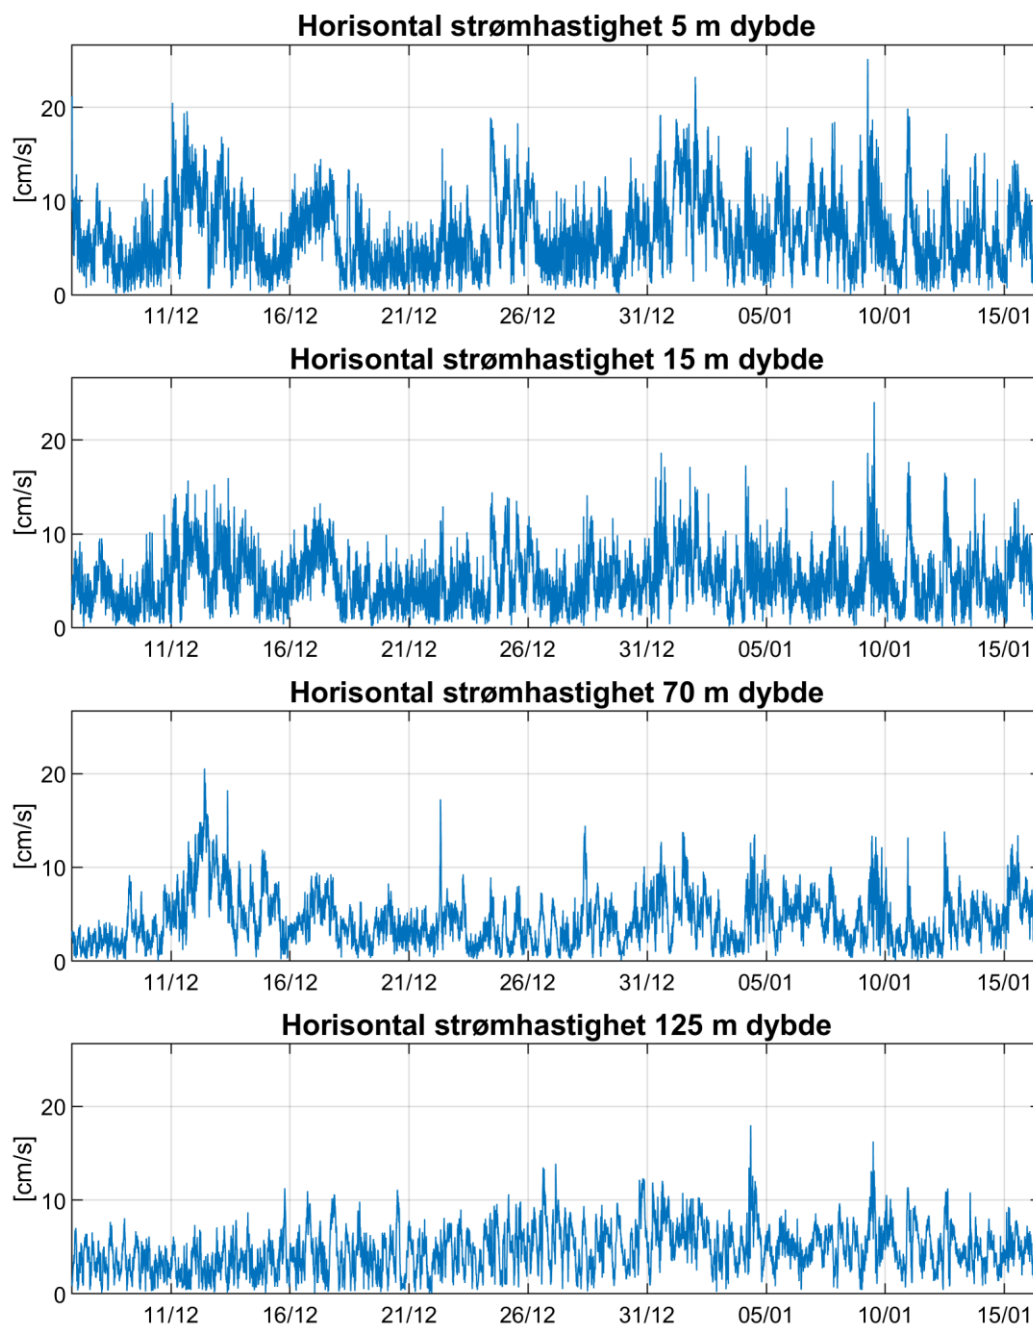 Horisontal strømhastighet 5 m dybde
20
10
0
[cm/s]
11/12 16/12 21/12 26/12 31/12 05/01 10/01 15/01
Horisontal strømhastighet 15 m dybde
20
10
0
[cm/s]
11/12 16/12 21/12 26/12 31/12 05/01 10/01 15/01
Horisontal strømhastighet 70 m dybde
20
10
0
[cm/s]
11/12 16/12 21/12 26/12 31/12 05/01 10/01 15/01
Horisontal strømhastighet 125 m dybde
20
10
0
[cm/s]
11/12 16/12 21/12 26/12 31/12 05/01 10/01 15/01